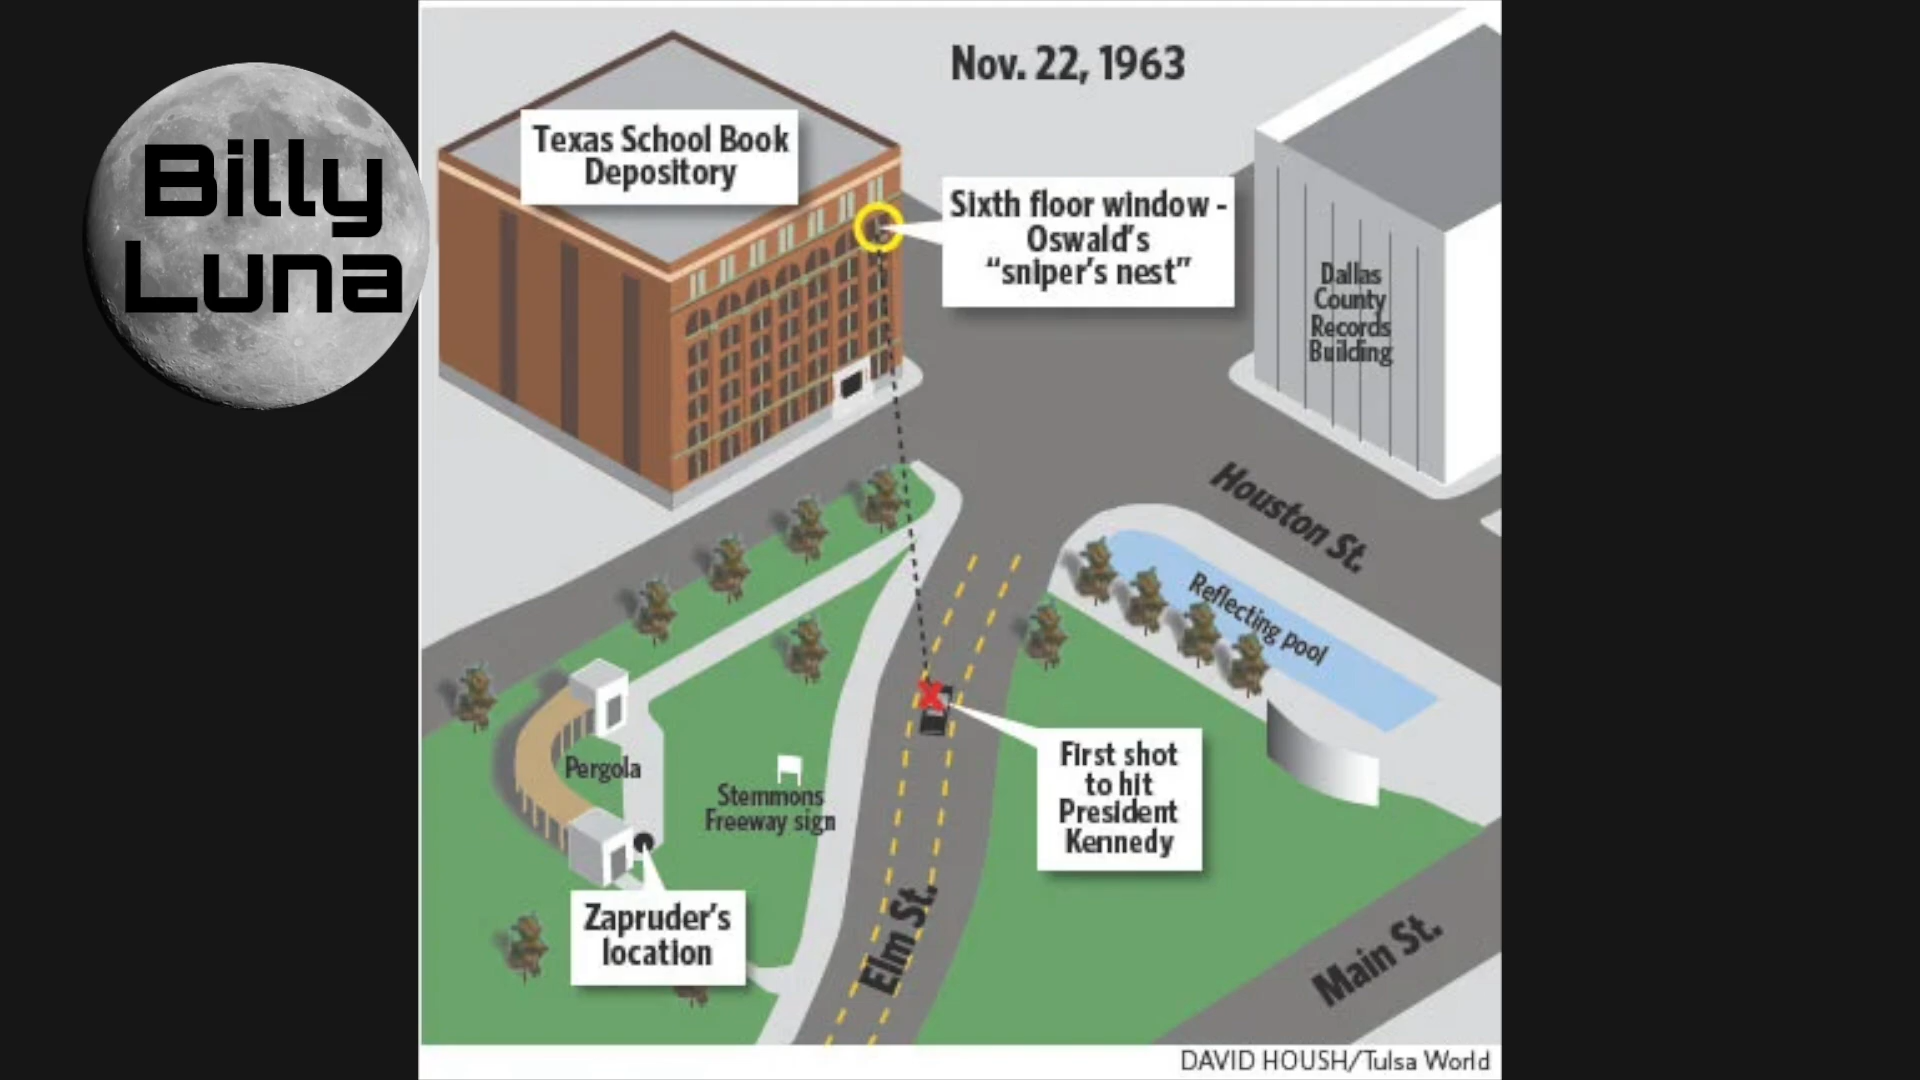 Billy
Luna
Nov. 22, 1963
Texas School Book
Depository
Sixth floor window -
Oswald's
"sniper's nest"
Dallas
County
Records
Building
Houston St.
Reflecting pool
First shot
to hit
President
Kennedy
Pergola
Stemmons
Freeway sign
Zapruder's
location
Elm St.
Main St.
DAVID HOUSH/Tulsa World